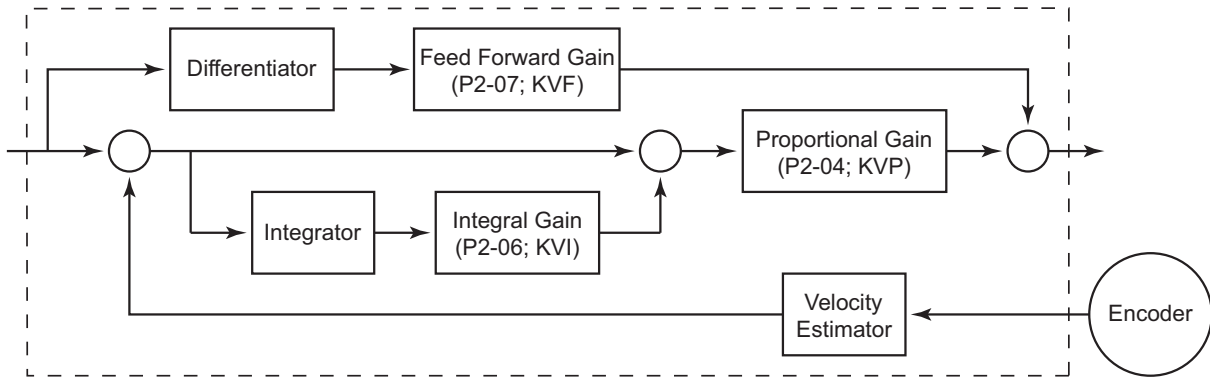 Differentiator
Feed Forward Gain
(P2-07; KVF)
Proportional Gain
(P2-04; KVP)
Integrator
Integral Gain
(P2-06; KVI)
Velocity
Estimator
Encoder